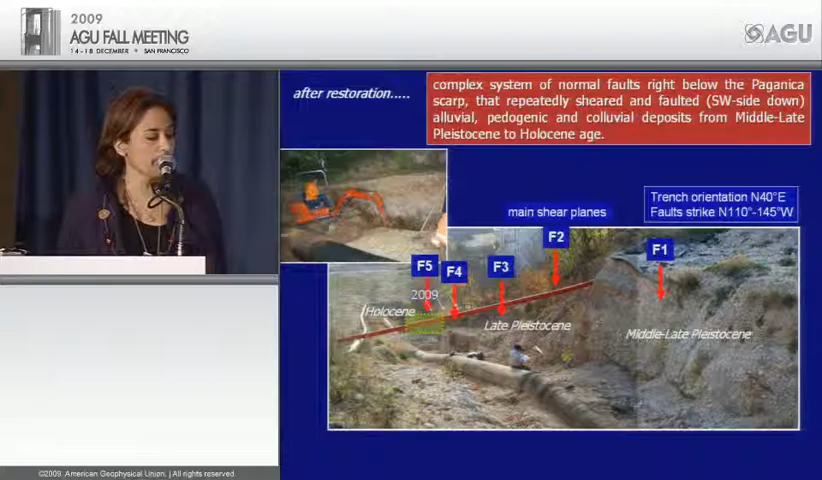 2009
AGU FALL MEETING
14-18 DECEMBER • SAN FRANCISCO
AGU
after restoration.....
complex system of normal faults right below the Paganica
scarp, that repeatedly sheared and faulted (SW-side down)
alluvial, pedogenic and colluvial deposits from Middle-Late
Pleistocene to Holocene age.
Trench orientation N40°E
Faults strike N110°-145°W
main shear planes
F1
F2
F3
F4
F5
2009
Holocene
Late Pleistocene
Middle-Late Pleistocene
©2009. American Geophysical Union. | All rights reserved.